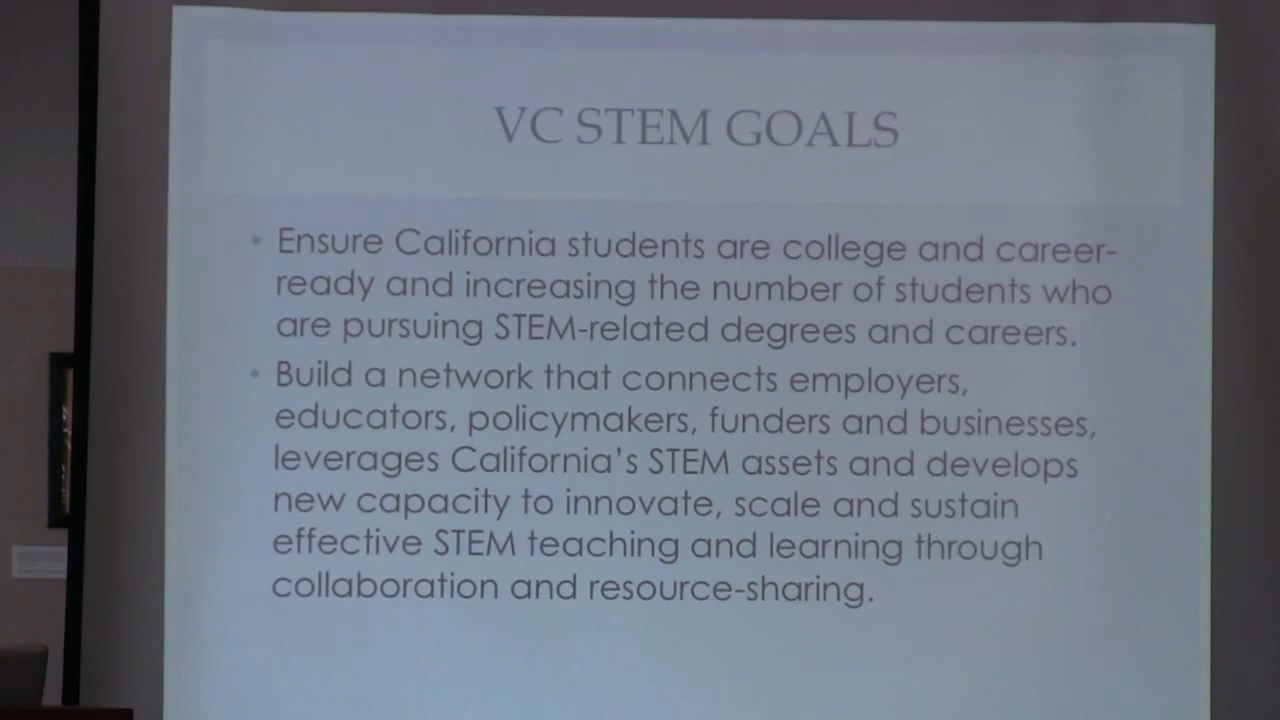 VC STEM GOALS
• Ensure California students are college and career-
ready and increasing the number of students who
are pursuing STEM-related degrees and careers.
• Build a network that connects employers,
educators, policymakers, funders and businesses,
leverages California's STEM assets and develops
new capacity to innovate, scale and sustain
effective STEM teaching and learning through
collaboration and resource-sharing.